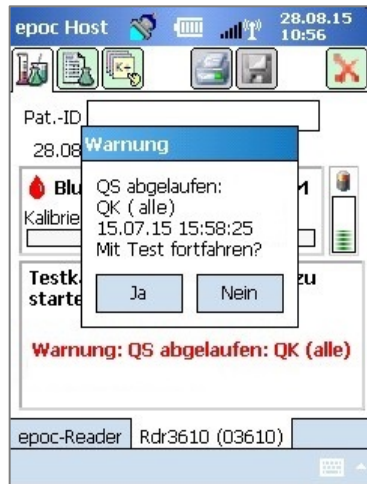 epoc Host
28.08.15
10:56
K+
Pat.-ID
28.08
Warnung
Blu
QS abgelaufen:
QK ( alle)
15.07.15 15:58:25
Mit Test fortfahren?
Kalibrie
Ja
Nein
Testk
zu
starte
Warnung: QS abgelaufen: QK (alle)
epoc-Reader
Rdr3610 (03610)